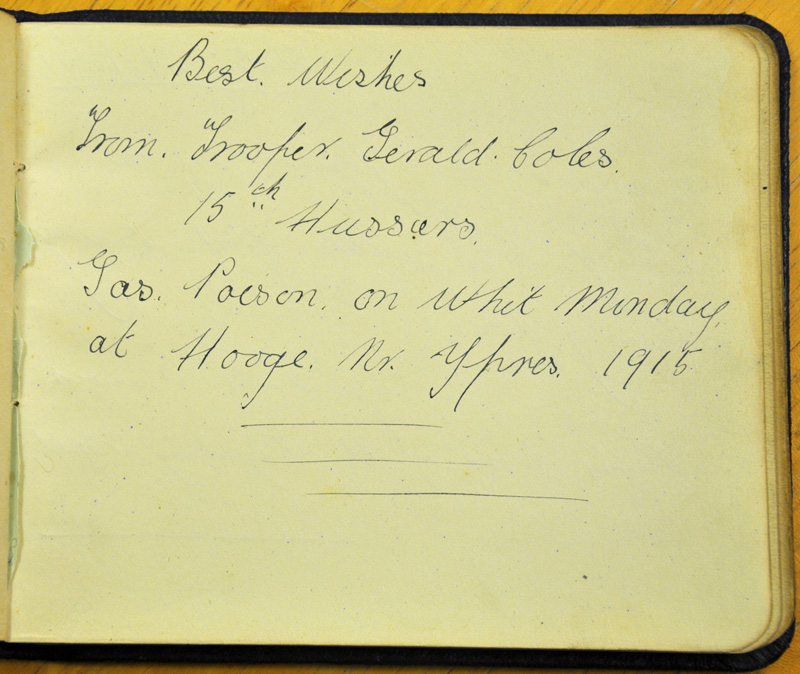 Best. Wishes
From. Trooper. Gerald. Coles.
15th Hussars.
Gas. Poison. on Whit Monday,
at Hooge. Nr. Ypres. 1915